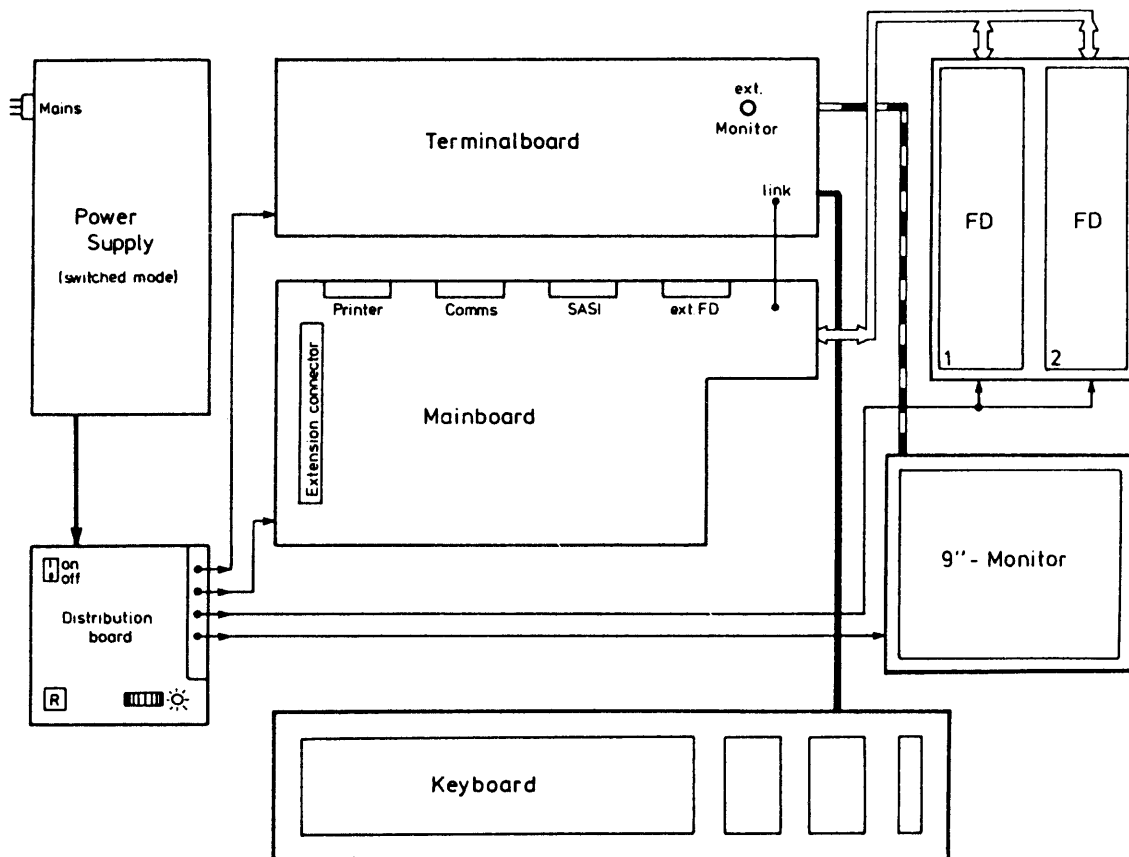 Mains
Power
Supply
(switched mode)
ext.
Monitor
Terminalboard
link
FD
FD
1
2
Printer
Comms
SASI
ext.FD
Extension connector
Mainboard
on
off
Distribution
board
R
9"- Monitor
Keyboard